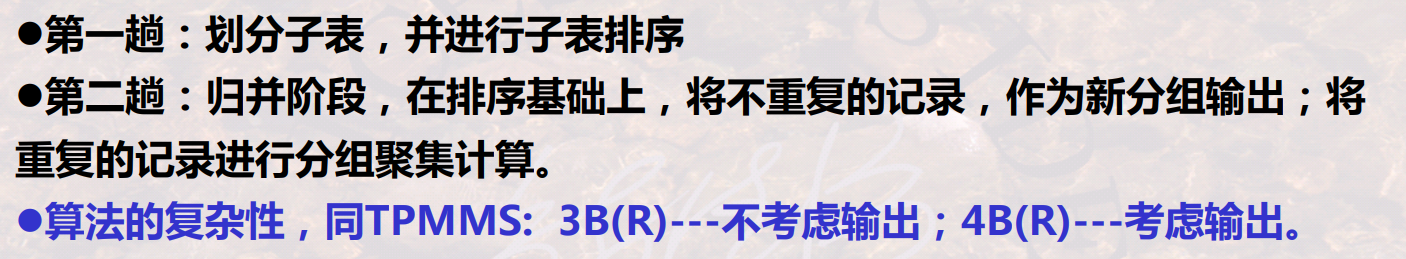 ●第一趟：划分子表，并进行子表排序
●第二趟：归并阶段，在排序基础上，将不重复的记录，作为新分组输出；将
重复的记录进行分组聚集计算。
●算法的复杂性，同TPMMS: 3B(R)---不考虑输出；4B(R)---考虑输出。